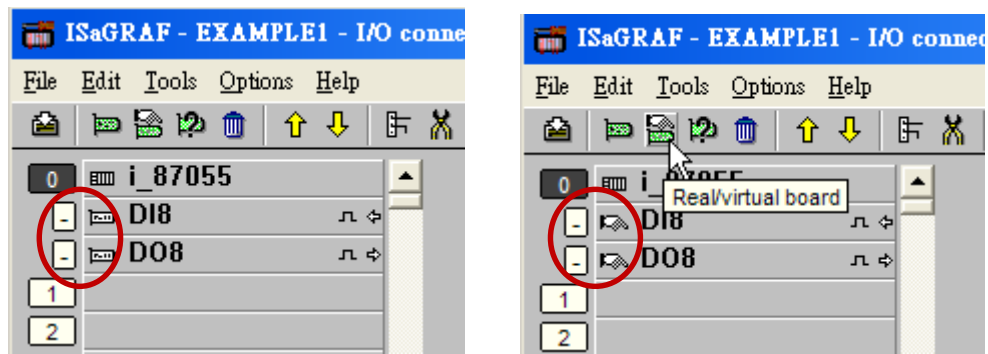 ISaGRAF - EXAMPLE1 - I/O conne
File Edit Tools Options Help
0 i_87055
- DI8
- DO8
1
2
ISaGRAF - EXAMPLE1 - I/O connec
File Edit Tools Options Help
0
Real/virtual board
- DI8
- DO8
1
2